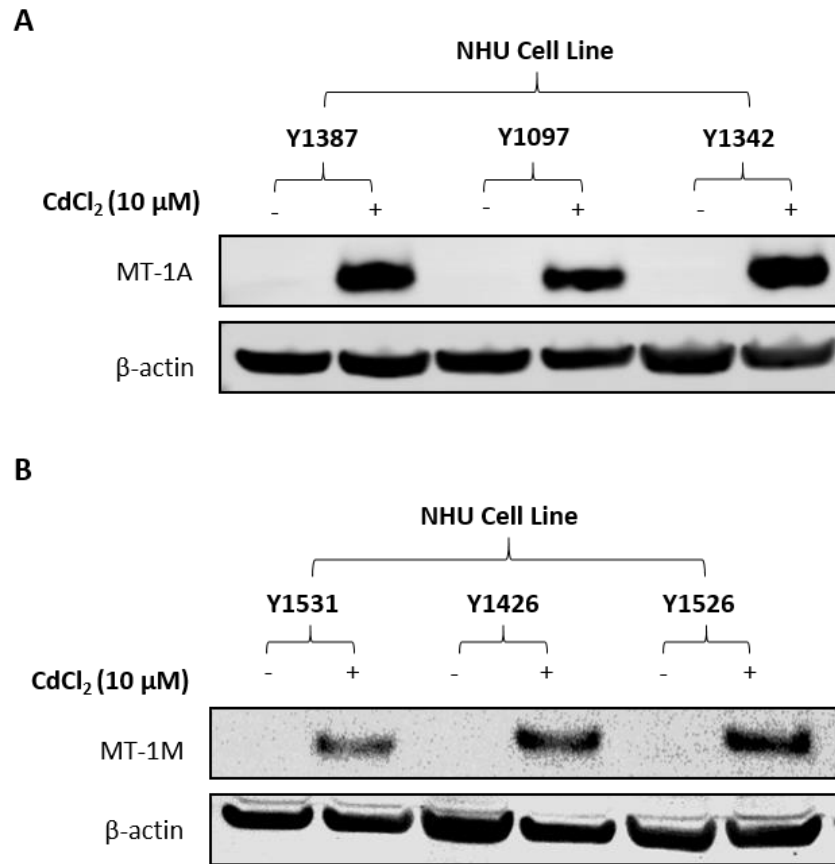 A
NHU Cell Line
Y1387 Y1097 Y1342
CdCl₂ (10 µM) - + - + - +
MT-1A
β-actin
B
NHU Cell Line
Y1531 Y1426 Y1526
CdCl₂ (10 µM) - + - + - +
MT-1M
β-actin